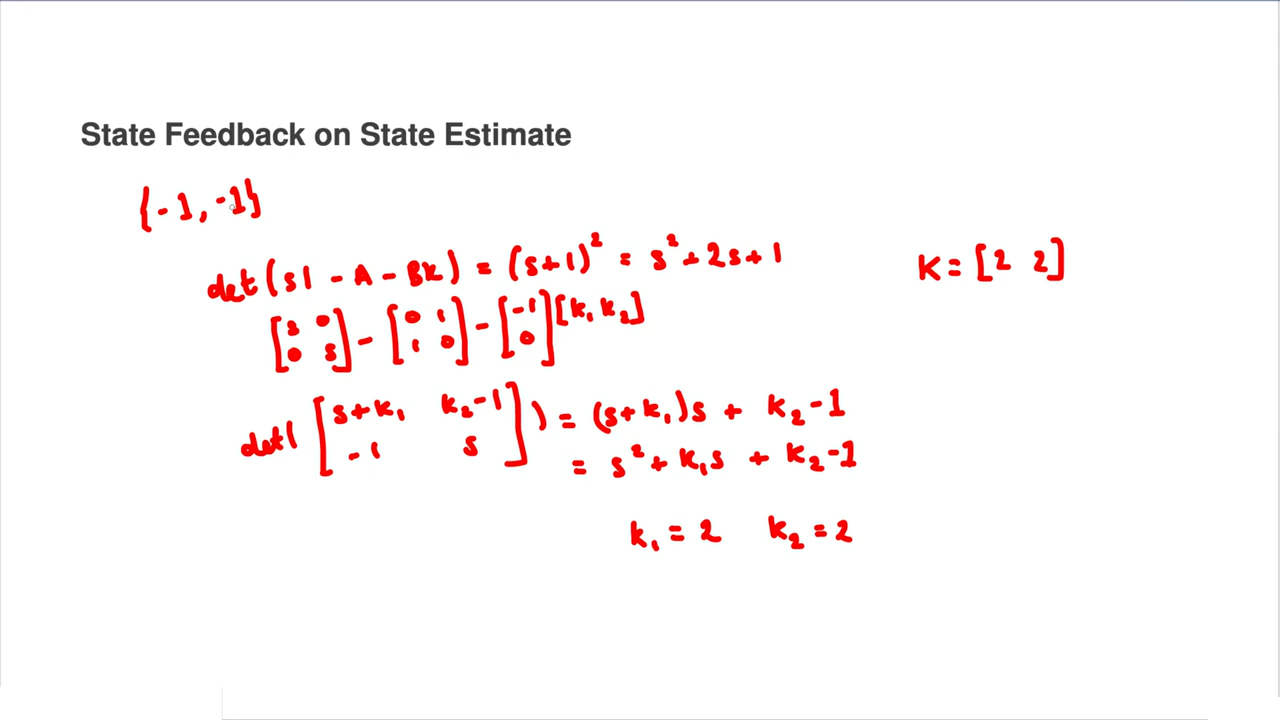 State Feedback on State Estimate
{-1, -1}
det(sI - A - BK) = (s+1)² = s² + 2s + 1
K = [2 2]
[s 0; 0 s] - [0 1; 1 0] - [-1; 0] [k₁ k₂]
det( [s+k₁ k₂-1; -1 s] ) = (s+k₁)s + k₂-1
= s² + k₁s + k₂-1
k₁ = 2 k₂ = 2